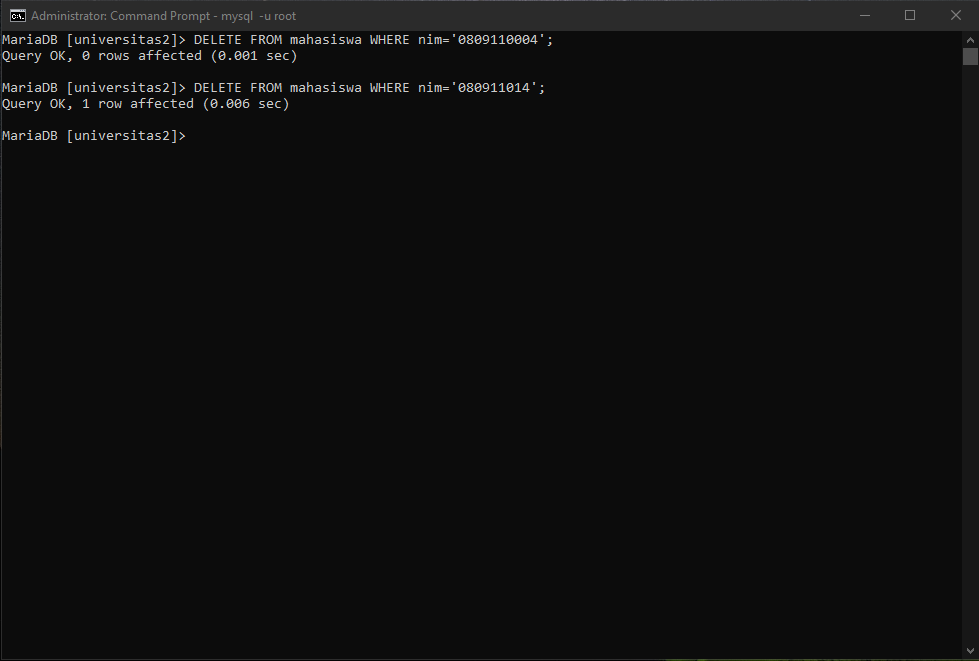 Administrator: Command Prompt - mysql  -u root
MariaDB [universitas2]> DELETE FROM mahasiswa WHERE nim='0809110004';
Query OK, 0 rows affected (0.001 sec)
MariaDB [universitas2]> DELETE FROM mahasiswa WHERE nim='080911014';
Query OK, 1 row affected (0.006 sec)
MariaDB [universitas2]>